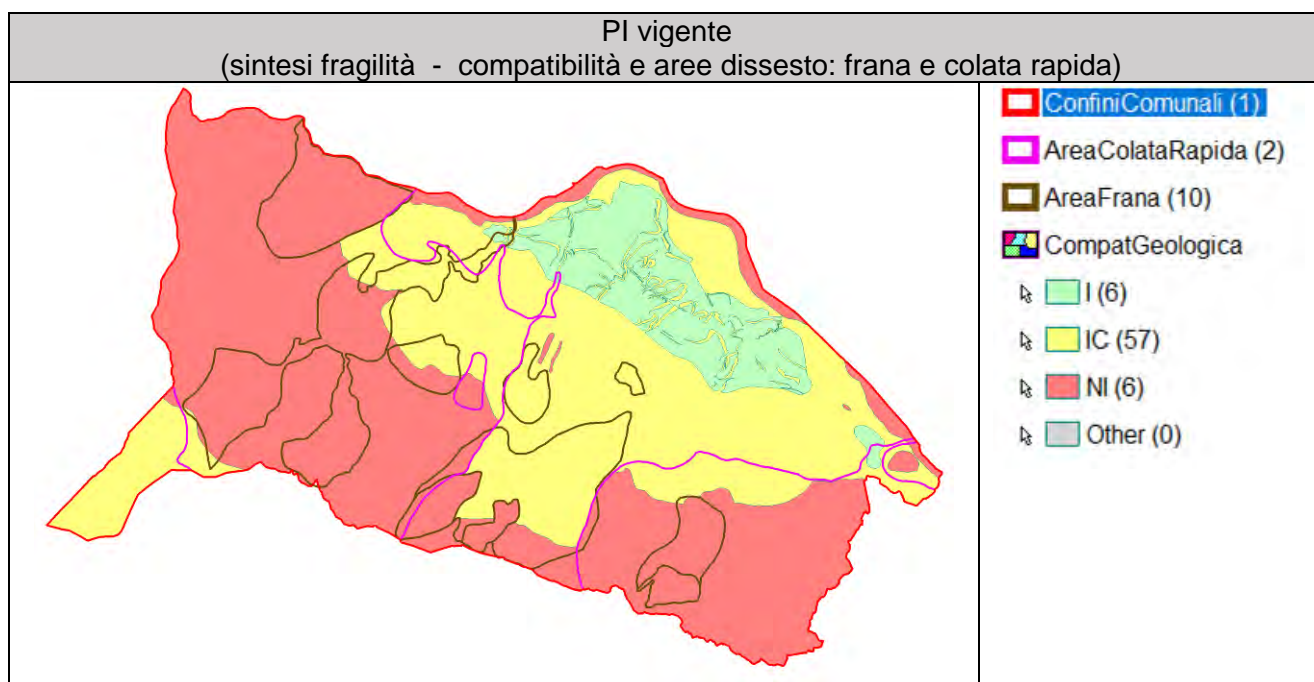 PI vigente
(sintesi fragilità - compatibilità e aree dissesto: frana e colata rapida)
ConfiniComunali (1)
AreaColataRapida (2)
AreaFrana (10)
CompatGeologica
I (6)
IC (57)
NI (6)
Other (0)